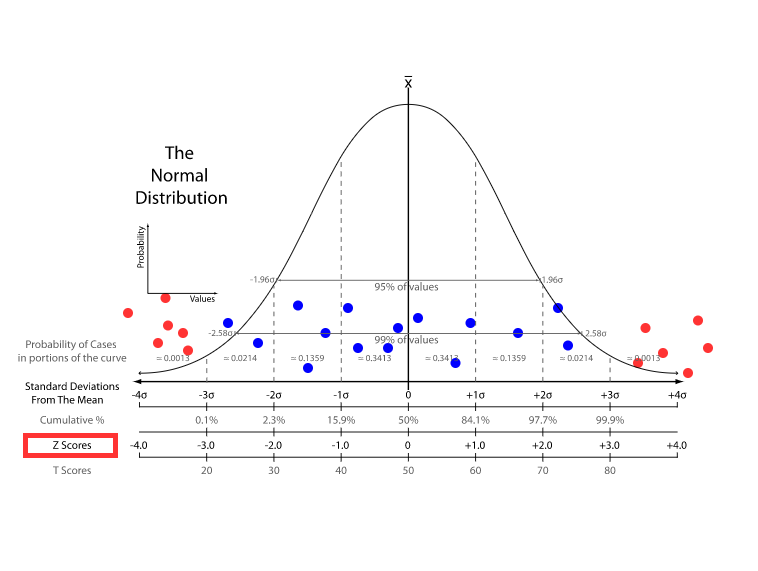 x̅
The
Normal
Distribution
Probability
Values
-1.96σ 1.96σ
95% of values
-2.58σ 2.58σ
99% of values
Probability of Cases
in portions of the curve
≃ 0.0013 ≃ 0.0214 ≃ 0.1359 ≃ 0.3413 ≃ 0.3413 ≃ 0.1359 ≃ 0.0214 ≃ 0.0013
Standard Deviations
From The Mean
-4σ -3σ -2σ -1σ 0 +1σ +2σ +3σ +4σ
Cumulative % 0.1% 2.3% 15.9% 50% 84.1% 97.7% 99.9%
Z Scores -4.0 -3.0 -2.0 -1.0 0 +1.0 +2.0 +3.0 +4.0
T Scores 20 30 40 50 60 70 80